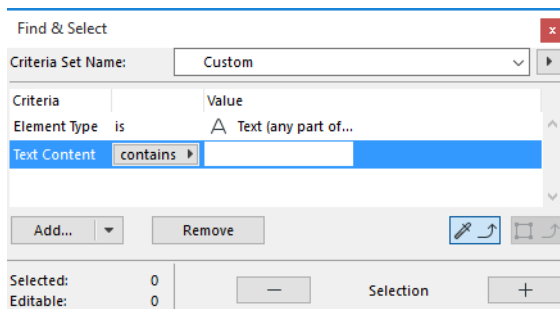 Find & Select
x
Criteria Set Name: Custom
Criteria Value
Element Type is Text (any part of...
Text Content contains
Add... Remove
Selected: 0
Editable: 0
Selection